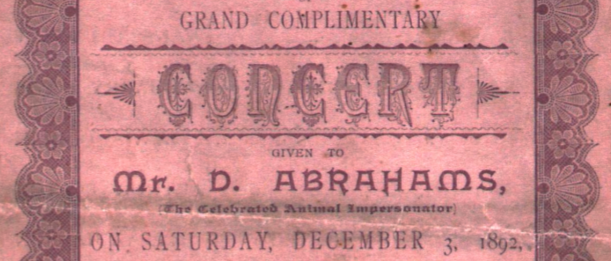 GRAND COMPLIMENTARY
CONCERT
GIVEN TO
Mr. D. ABRAHAMS,
(The Celebrated Animal Impersonator)
ON SATURDAY, DECEMBER 3, 1892,